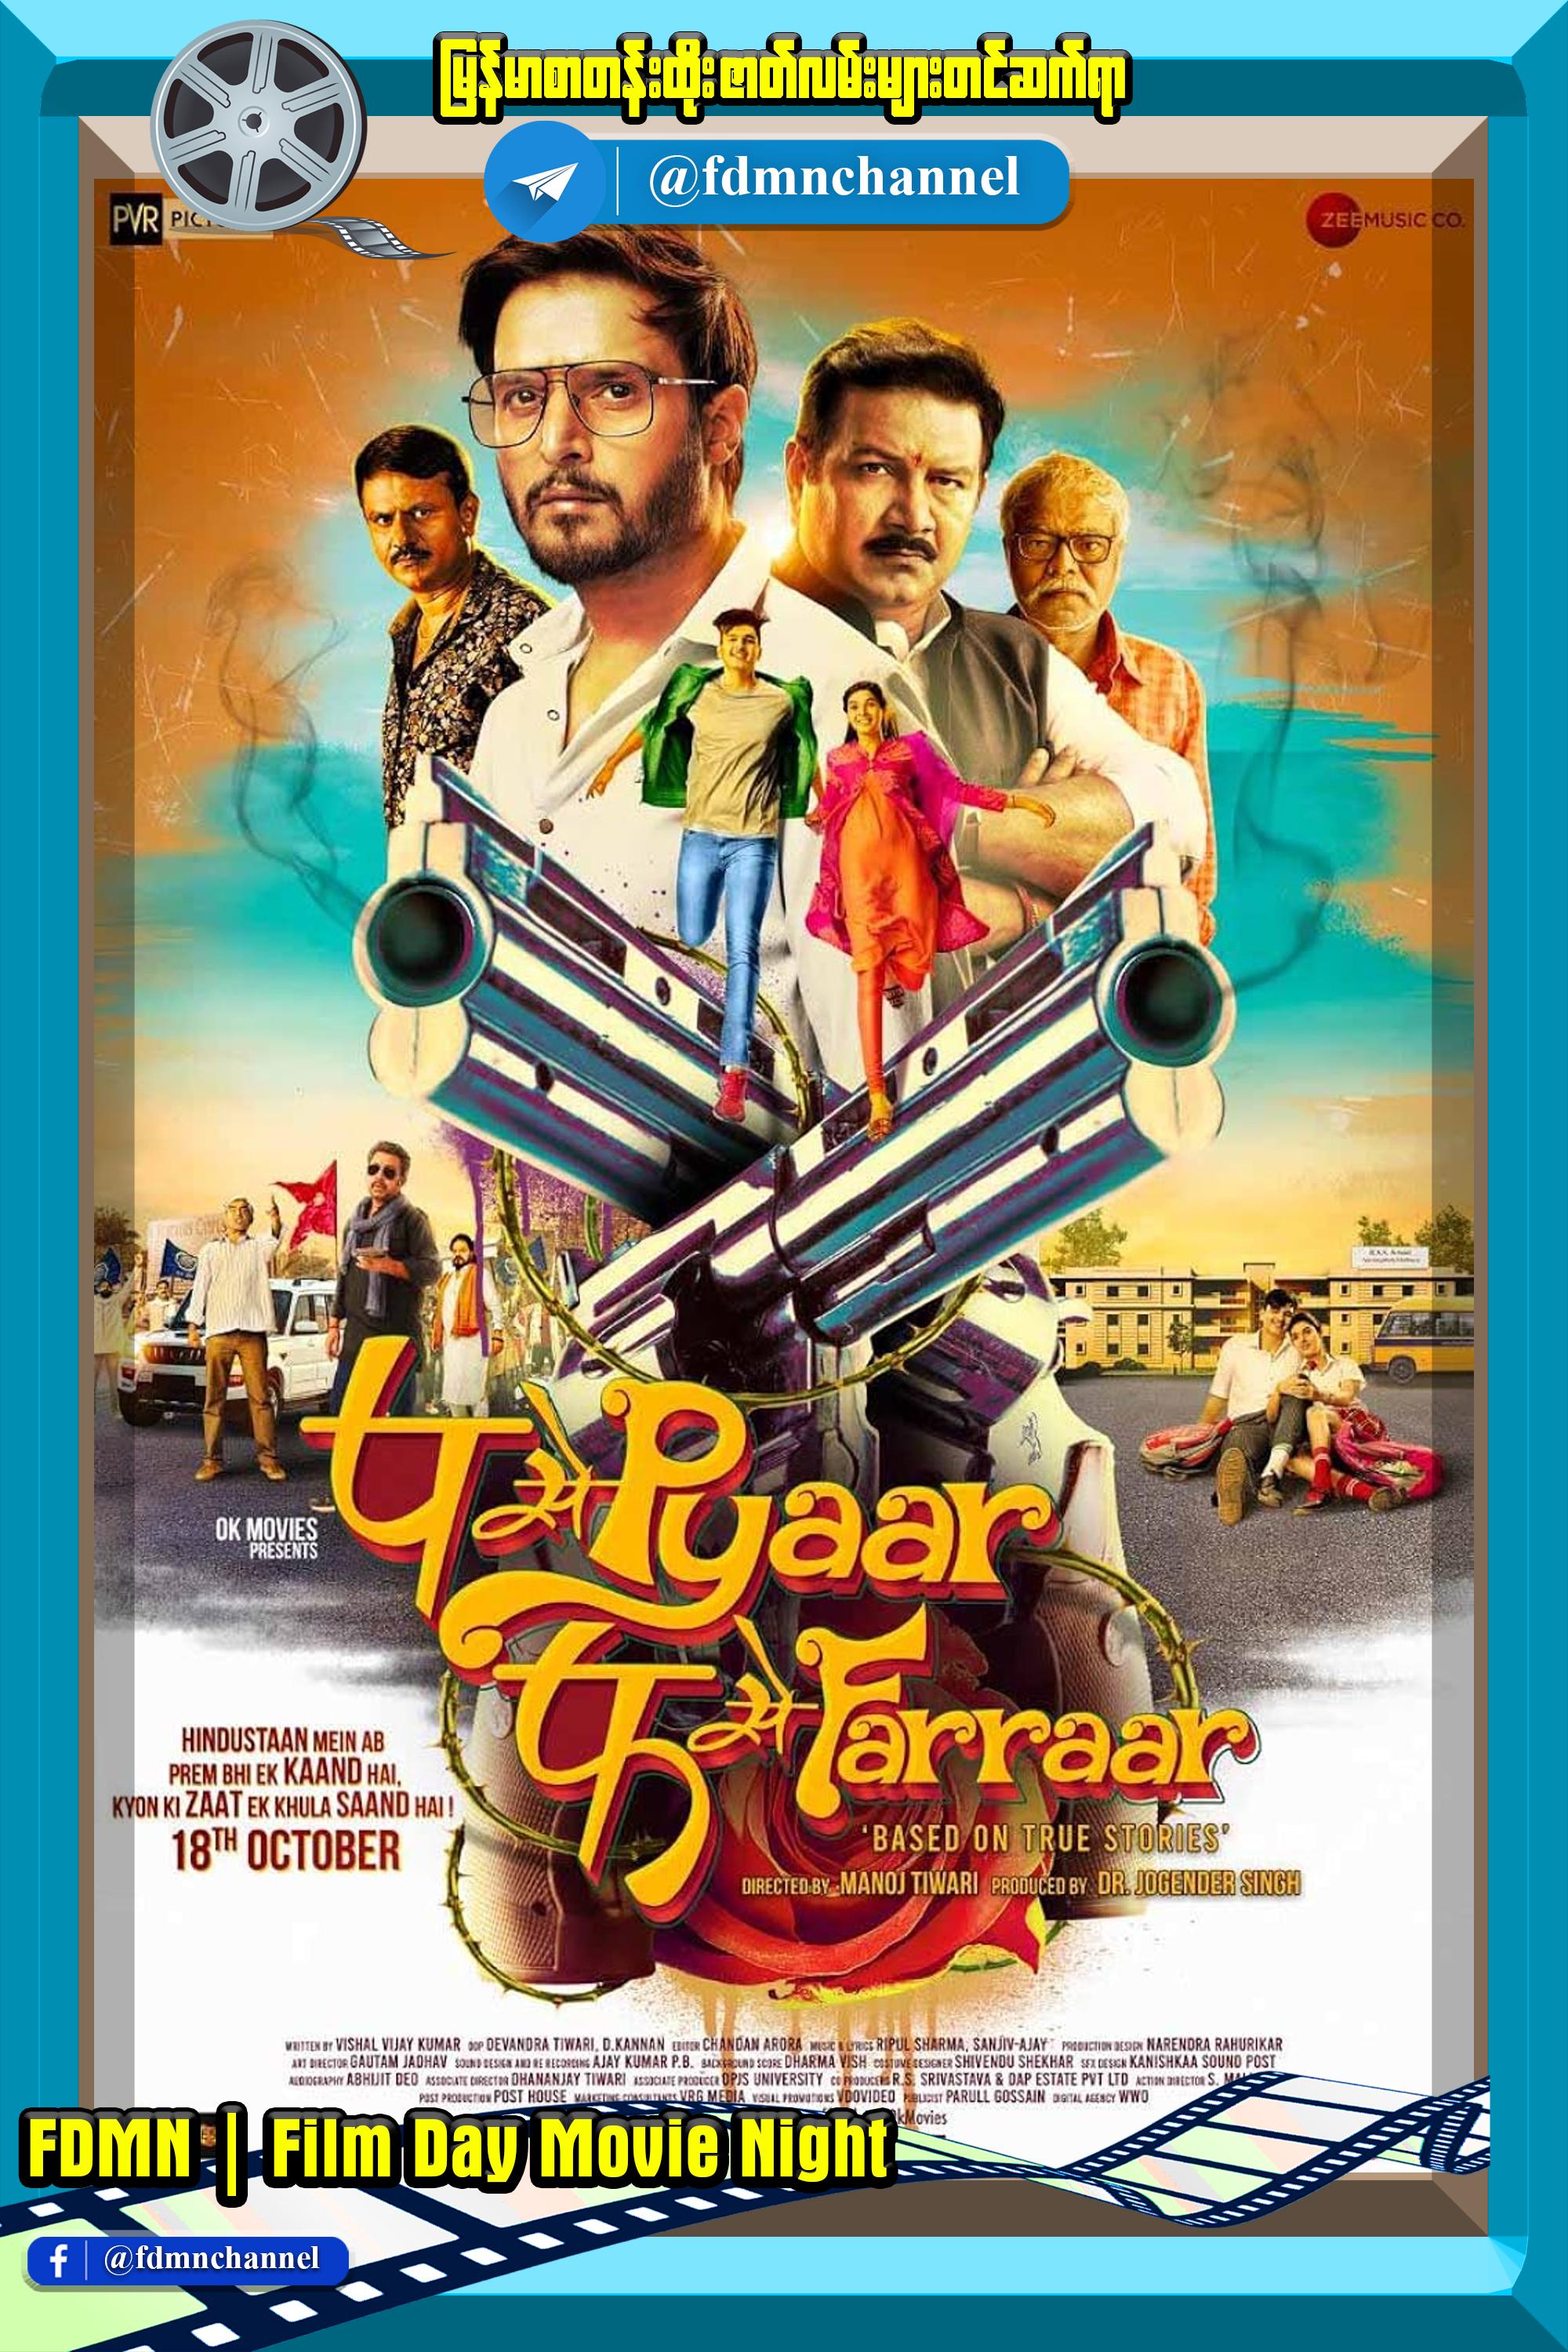 မြန်မာစာတန်းထိုး ဇာတ်လမ်းများတင်ဆက်ရာ
@fdmnchannel
PVR
ZEE MUSIC CO.
OK MOVIES
PRESENTS
प से Pyaar
फ से Farraar
HINDUSTAAN MEIN AB
PREM BHI EK KAAND HAI,
KYON KI ZAAT EK KHULA SAAND HAI !
18TH OCTOBER
'BASED ON TRUE STORIES'
DIRECTED BY MANOJ TIWARI PRODUCED BY DR. JOGENDER SINGH
WRITTEN BY VISHAL VIJAY KUMAR DOP DEVANDRA TIWARI, D.KANNAN EDITOR CHANDAN ARORA MUSIC & LYRICS RIPUL SHARMA, SANJIV-AJAY PRODUCTION DESIGN NARENDRA RAHURIKAR
ART DIRECTOR GAUTAM JADHAV SOUND DESIGN AND RE RECORDING AJAY KUMAR P.B. BACKGROUND SCORE DHARMA VISH COSTUME DESIGNER SHIVENDU SHEKHAR SFX DESIGN KANISHKAA SOUND POST
AUDIOGRAPHY ABHIJIT DEO ASSOCIATE DIRECTOR DHANANJAY TIWARI ASSOCIATE PRODUCER OPJS UNIVERSITY CO PRODUCERS R.S. SRIVASTAVA & DAP ESTATE PVT LTD ACTION DIRECTOR S.
POST PRODUCTION POST HOUSE MARKETING CONSULTANTS VRG MEDIA VISUAL PROMOTIONS VDOVIDEO PUBLICIST PARULL GOSSAIN DIGITAL AGENCY WWO
FDMN | Film Day Movie Night
@fdmnchannel